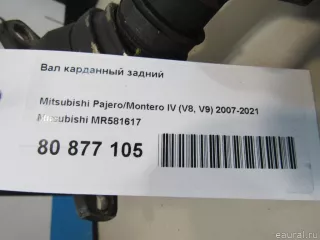 Вал карданный задний
Mitsubishi Pajero/Montero IV (V8, V9) 2007-2021
Mitsubishi MR581617
80 877 105
eaural.ru